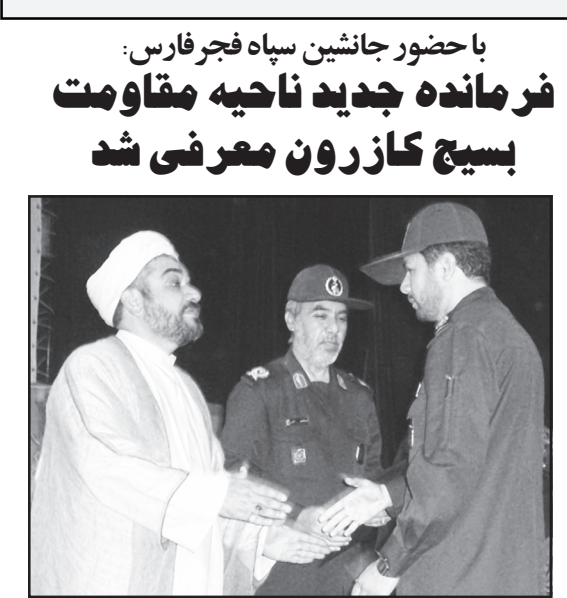 با حضور جانشین سپاه فجر فارس:
فرمانده جدید ناحیه مقاومت
بسیج کازرون معرفی شد